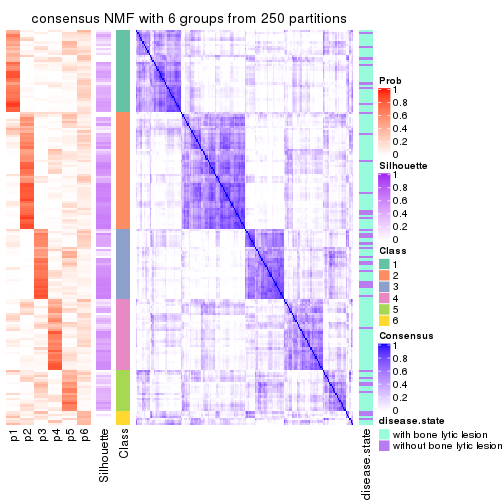 consensus NMF with 6 groups from 250 partitions
Prob
1
0.8
0.6
0.4
0.2
0
Silhouette
1
0.8
0.6
0.4
0.2
0
Class
1
2
3
4
5
6
Consensus
1
0.8
0.6
0.4
0.2
0
disease.state
with bone lytic lesion
without bone lytic lesion
p1
p2
p3
p4
p5
p6
Silhouette
Class
disease.state